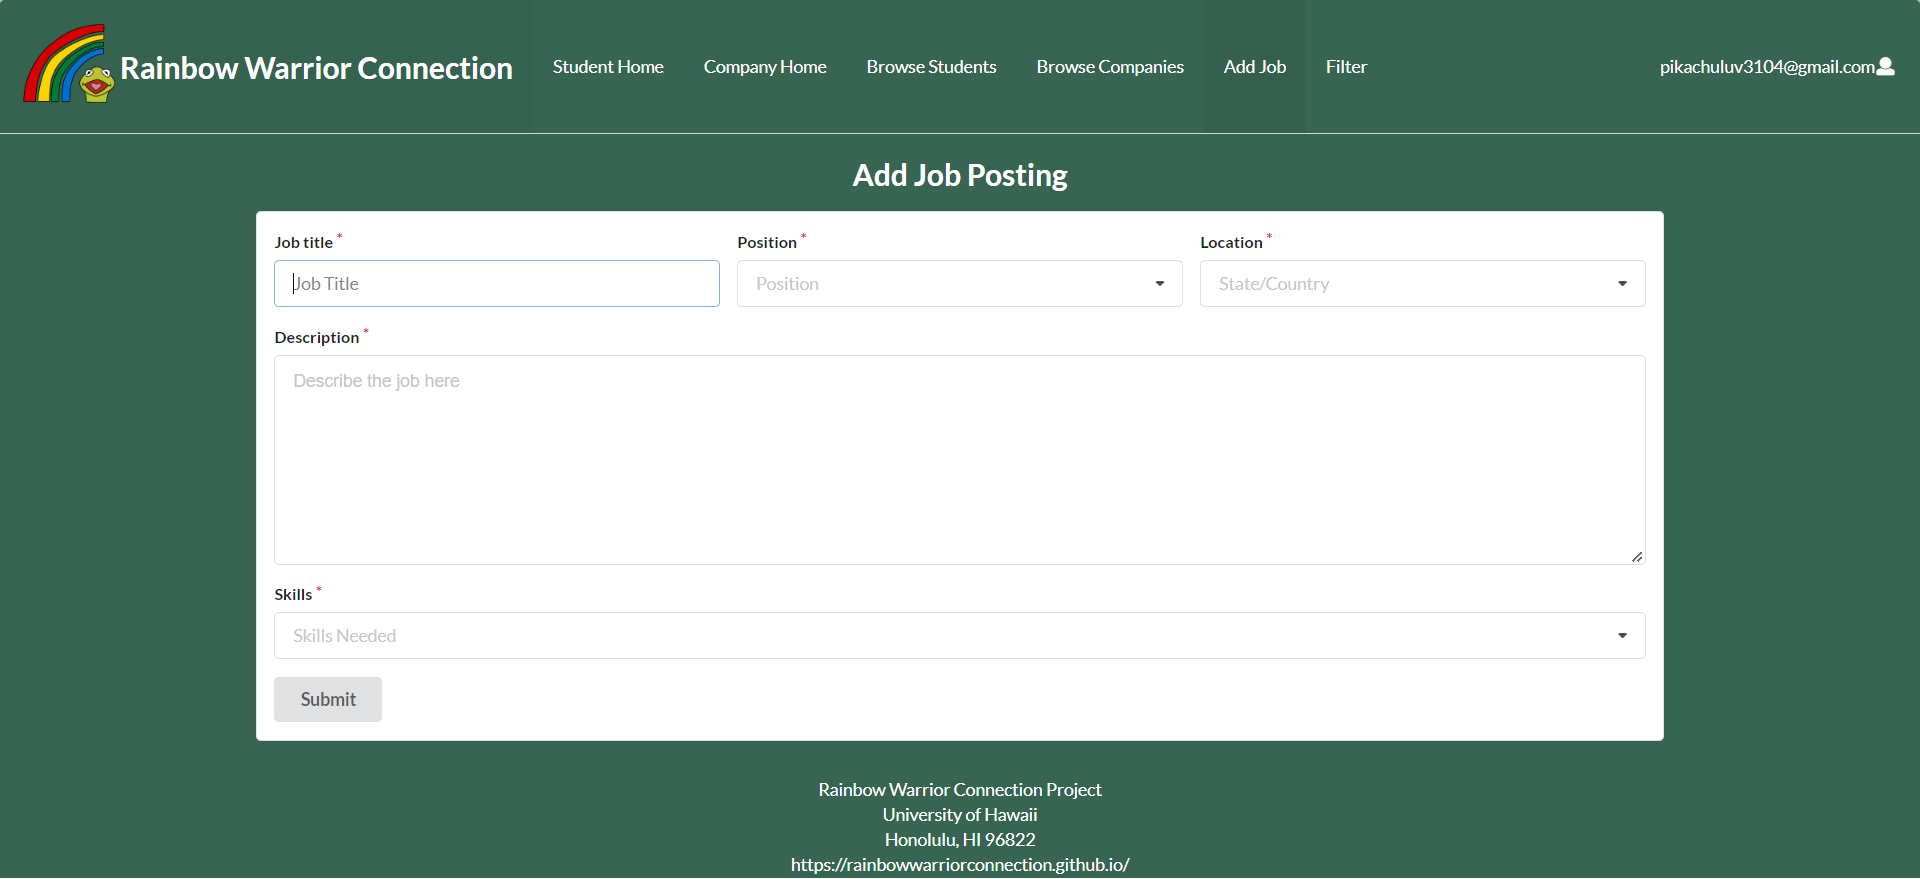 Rainbow Warrior Connection Student Home Company Home Browse Students Browse Companies Add Job Filter pikachuluv3104@gmail.com
Add Job Posting
Job title * Position * Location *
Job Title Position State/Country
Description *
Describe the job here
Skills *
Skills Needed
Submit
Rainbow Warrior Connection Project
University of Hawaii
Honolulu, HI 96822
https://rainbowwarriorconnection.github.io/